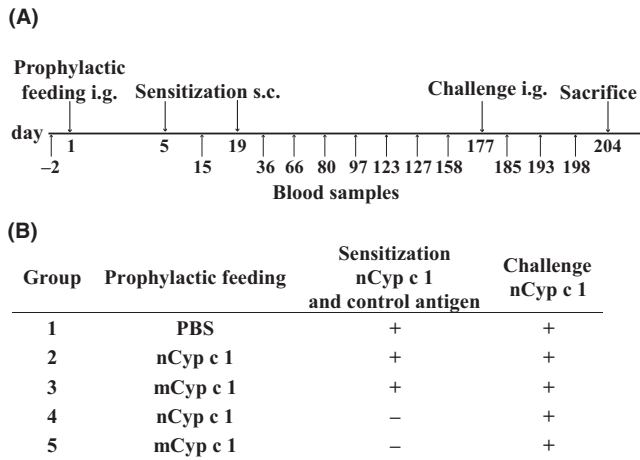 (A)
Prophylactic
feeding i.g. Sensitization s.c. Challenge i.g. Sacrifice
day
1 5 19 177 204
–2 15 36 66 80 97 123 127 158 185 193 198
Blood samples
(B)
Sensitization
Group Prophylactic feeding nCyp c 1 Challenge
and control antigen nCyp c 1
1 PBS + +
2 nCyp c 1 + +
3 mCyp c 1 + +
4 nCyp c 1 – +
5 mCyp c 1 – +